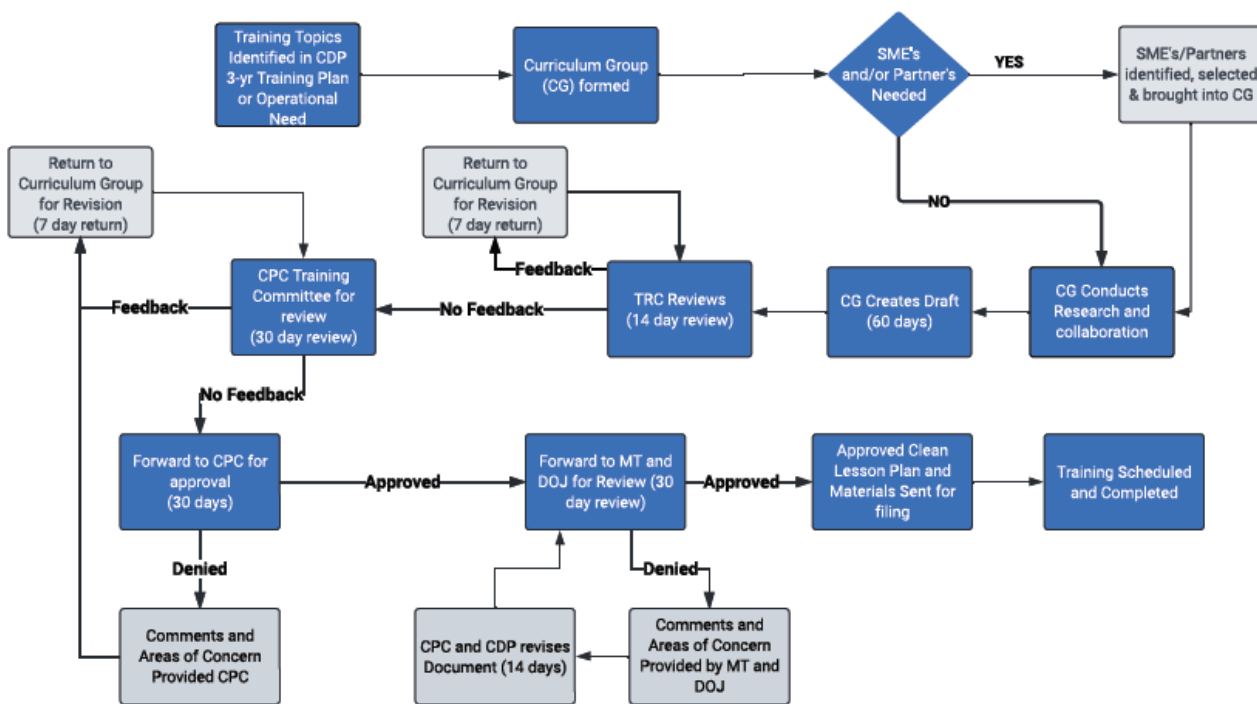 Training Topics
Identified in CDP
3-yr Training Plan
or Operational
Need
Curriculum Group
(CG) formed
SME's
and/or Partner's
Needed
YES
SME's/Partners
identified, selected
& brought into CG
NO
Return to
Curriculum Group
for Revision
(7 day return)
Return to
Curriculum Group
for Revision
(7 day return)
Feedback
CPC Training
Committee for
review
(30 day review)
Feedback
No Feedback
TRC Reviews
(14 day review)
CG Creates Draft
(60 days)
CG Conducts
Research and
collaboration
No Feedback
Forward to CPC for
approval
(30 days)
Approved
Forward to MT and
DOJ for Review (30
day review)
Approved
Approved Clean
Lesson Plan and
Materials Sent for
filing
Training Scheduled
and Completed
Denied
Denied
Comments and
Areas of Concern
Provided CPC
CPC and CDP revises
Document (14 days)
Comments and
Areas of Concern
Provided by MT and
DOJ